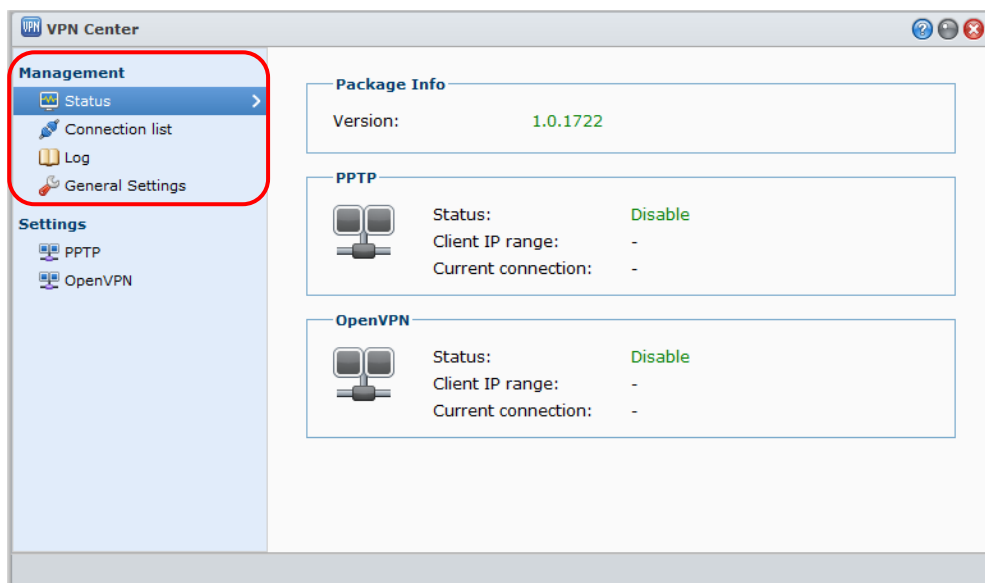 VPN VPN Center
Management
Status
Connection list
Log
General Settings
Settings
PPTP
OpenVPN
Package Info
Version: 1.0.1722
PPTP
Status: Disable
Client IP range: -
Current connection: -
OpenVPN
Status: Disable
Client IP range: -
Current connection: -